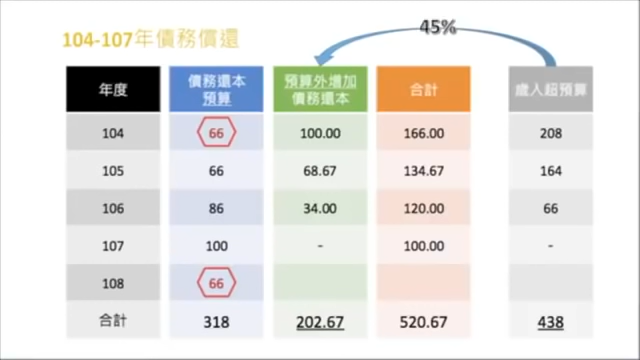 45%
104-107年債務償還
年度 債務還本預算 預算外增加債務還本 合計 歲入超預算
104 66 100.00 166.00 208
105 66 68.67 134.67 164
106 86 34.00 120.00 66
107 100 - 100.00 -
108 66
合計 318 202.67 520.67 438